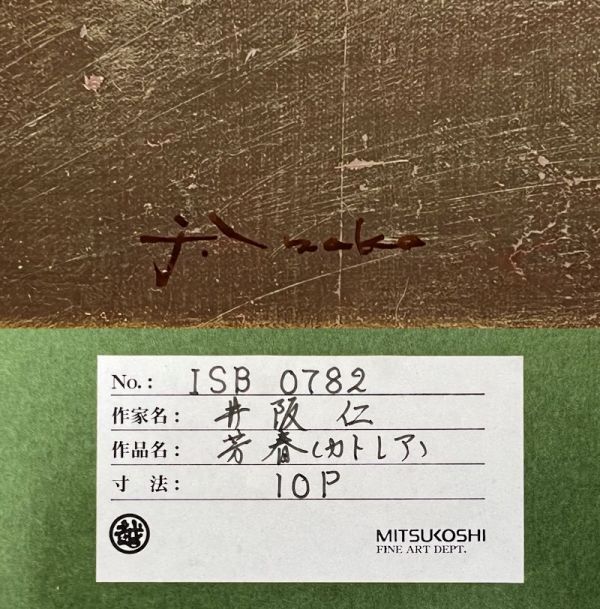 j. Isaka
No.: ISB 0782
作家名: 井阪 仁
作品名: 芳春(カトレア)
寸 法: 10P
越
MITSUKOSHI
FINE ART DEPT.